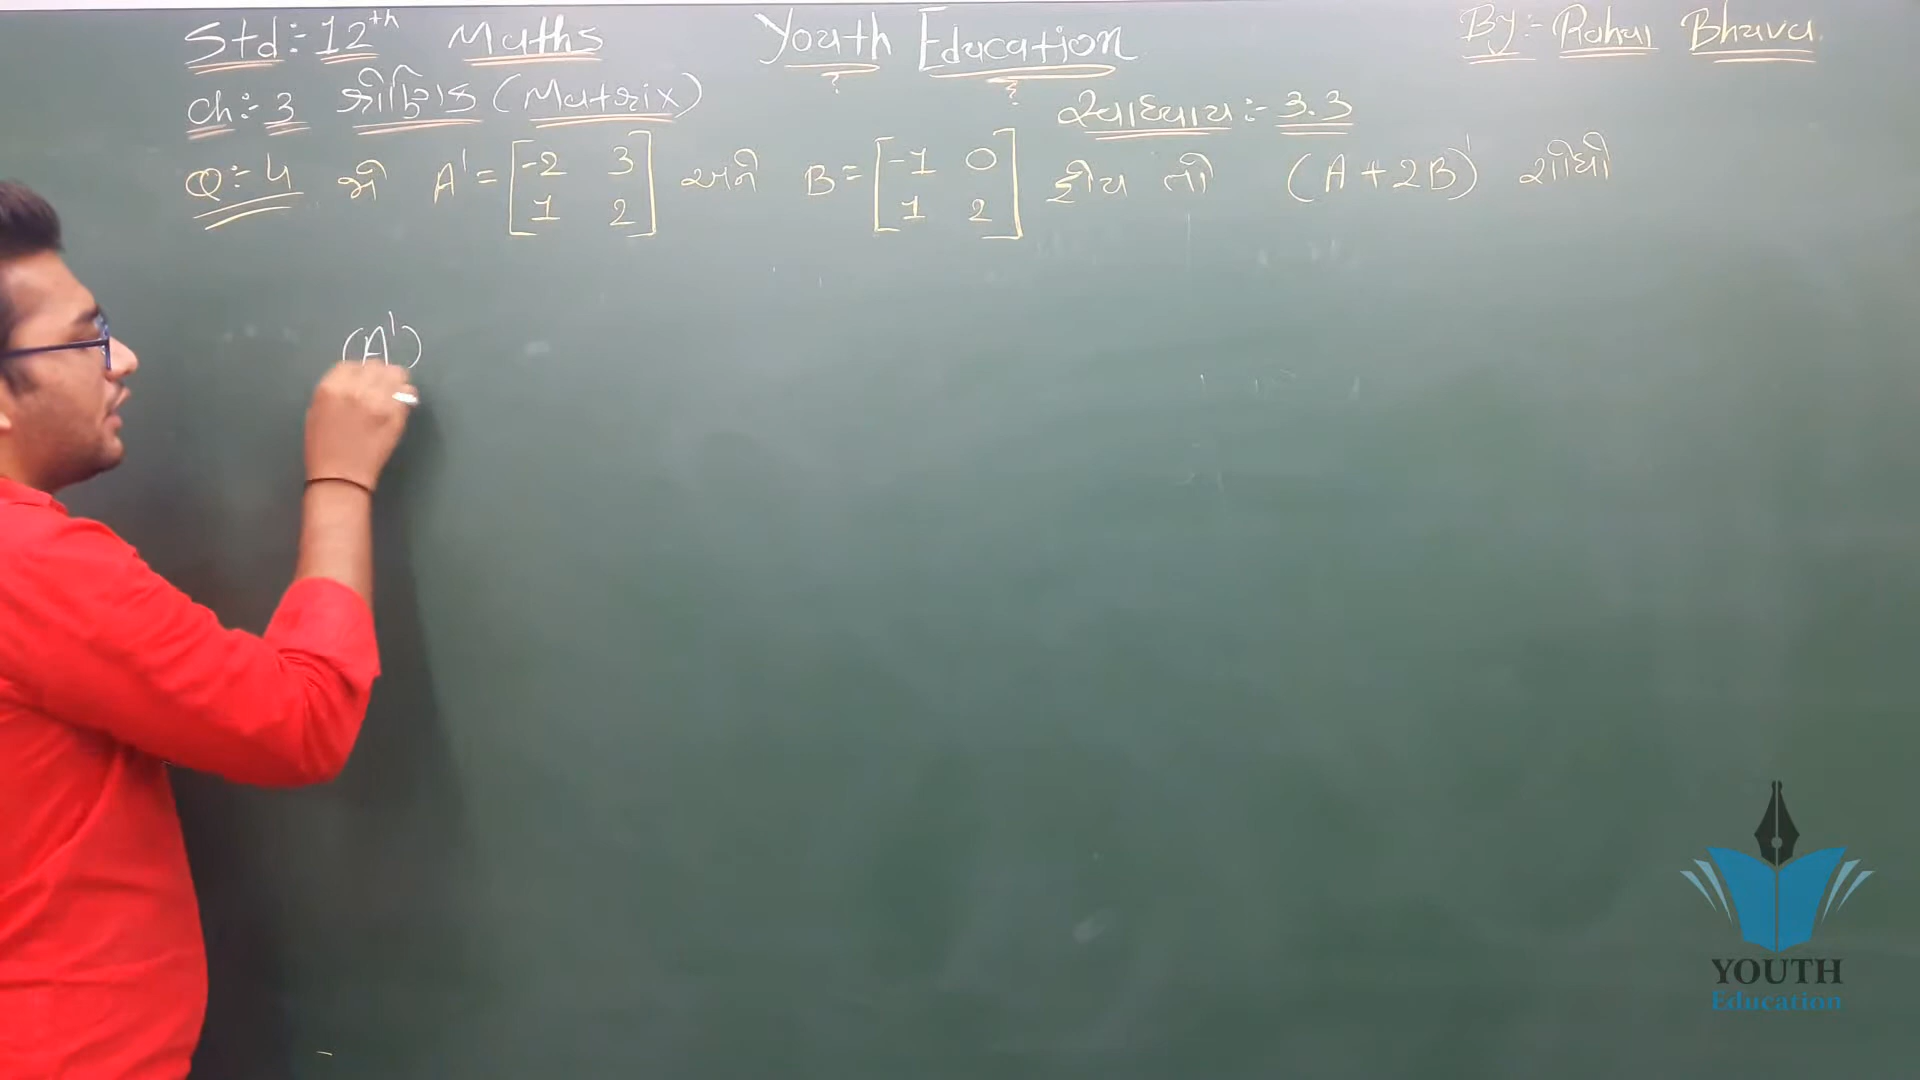 Std:- 12th Maths Youth Education By:- Rahul Bhuva
Ch:- 3 શ્રેણિક (Matrix) સ્વાધ્યાય:- 3.3
Q:- 4 જો A' = [-2 3 અને B = [-1 0 હોય તો (A + 2B)' શોધો
1 2] 1 2]
(A')
YOUTH
Education